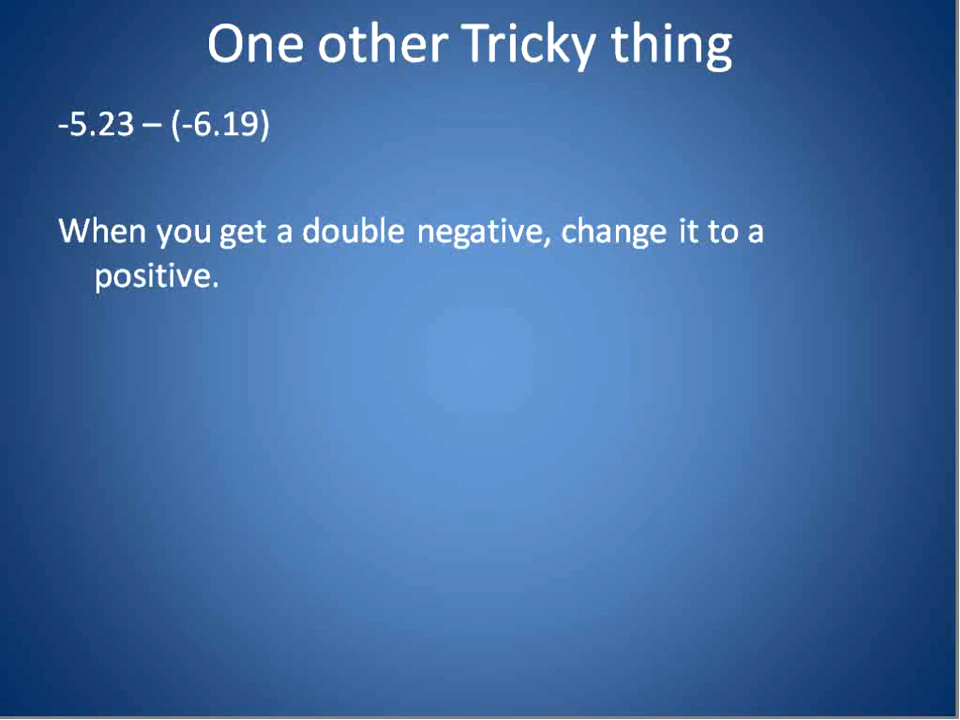 One other Tricky thing
-5.23 – (-6.19)
When you get a double negative, change it to a
positive.